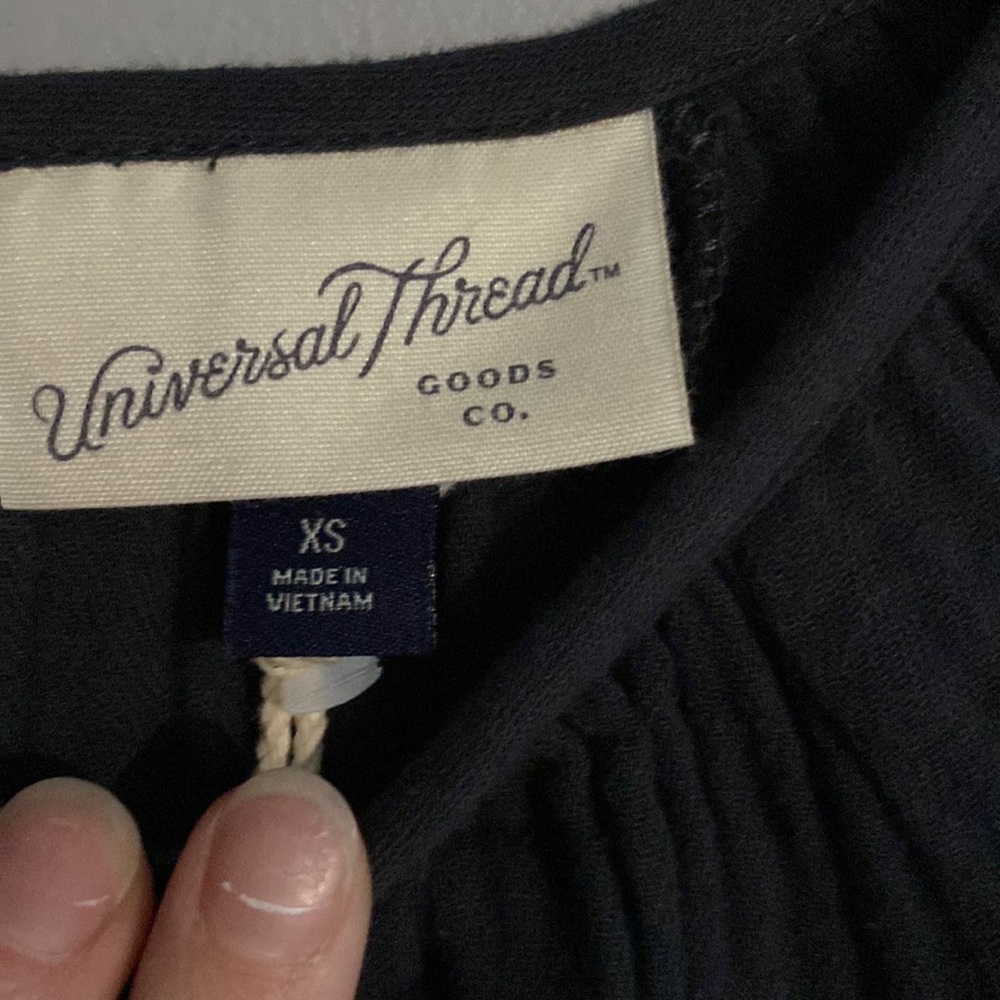 Universal Thread™
GOODS
CO.
XS
MADE IN
VIETNAM